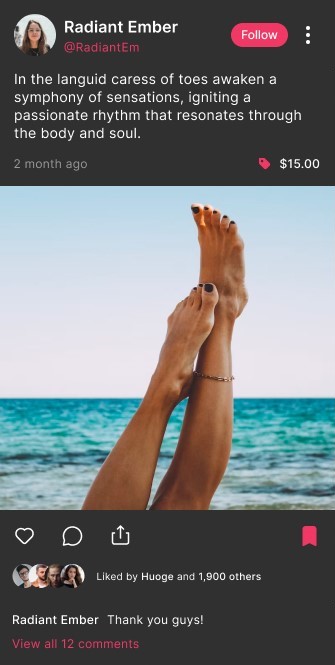 Radiant Ember
@RadiantEm
Follow
In the languid caress of toes awaken a
symphony of sensations, igniting a
passionate rhythm that resonates through
the body and soul.
2 month ago
$15.00
Liked by Huoge and 1,900 others
Radiant Ember Thank you guys!
View all 12 comments